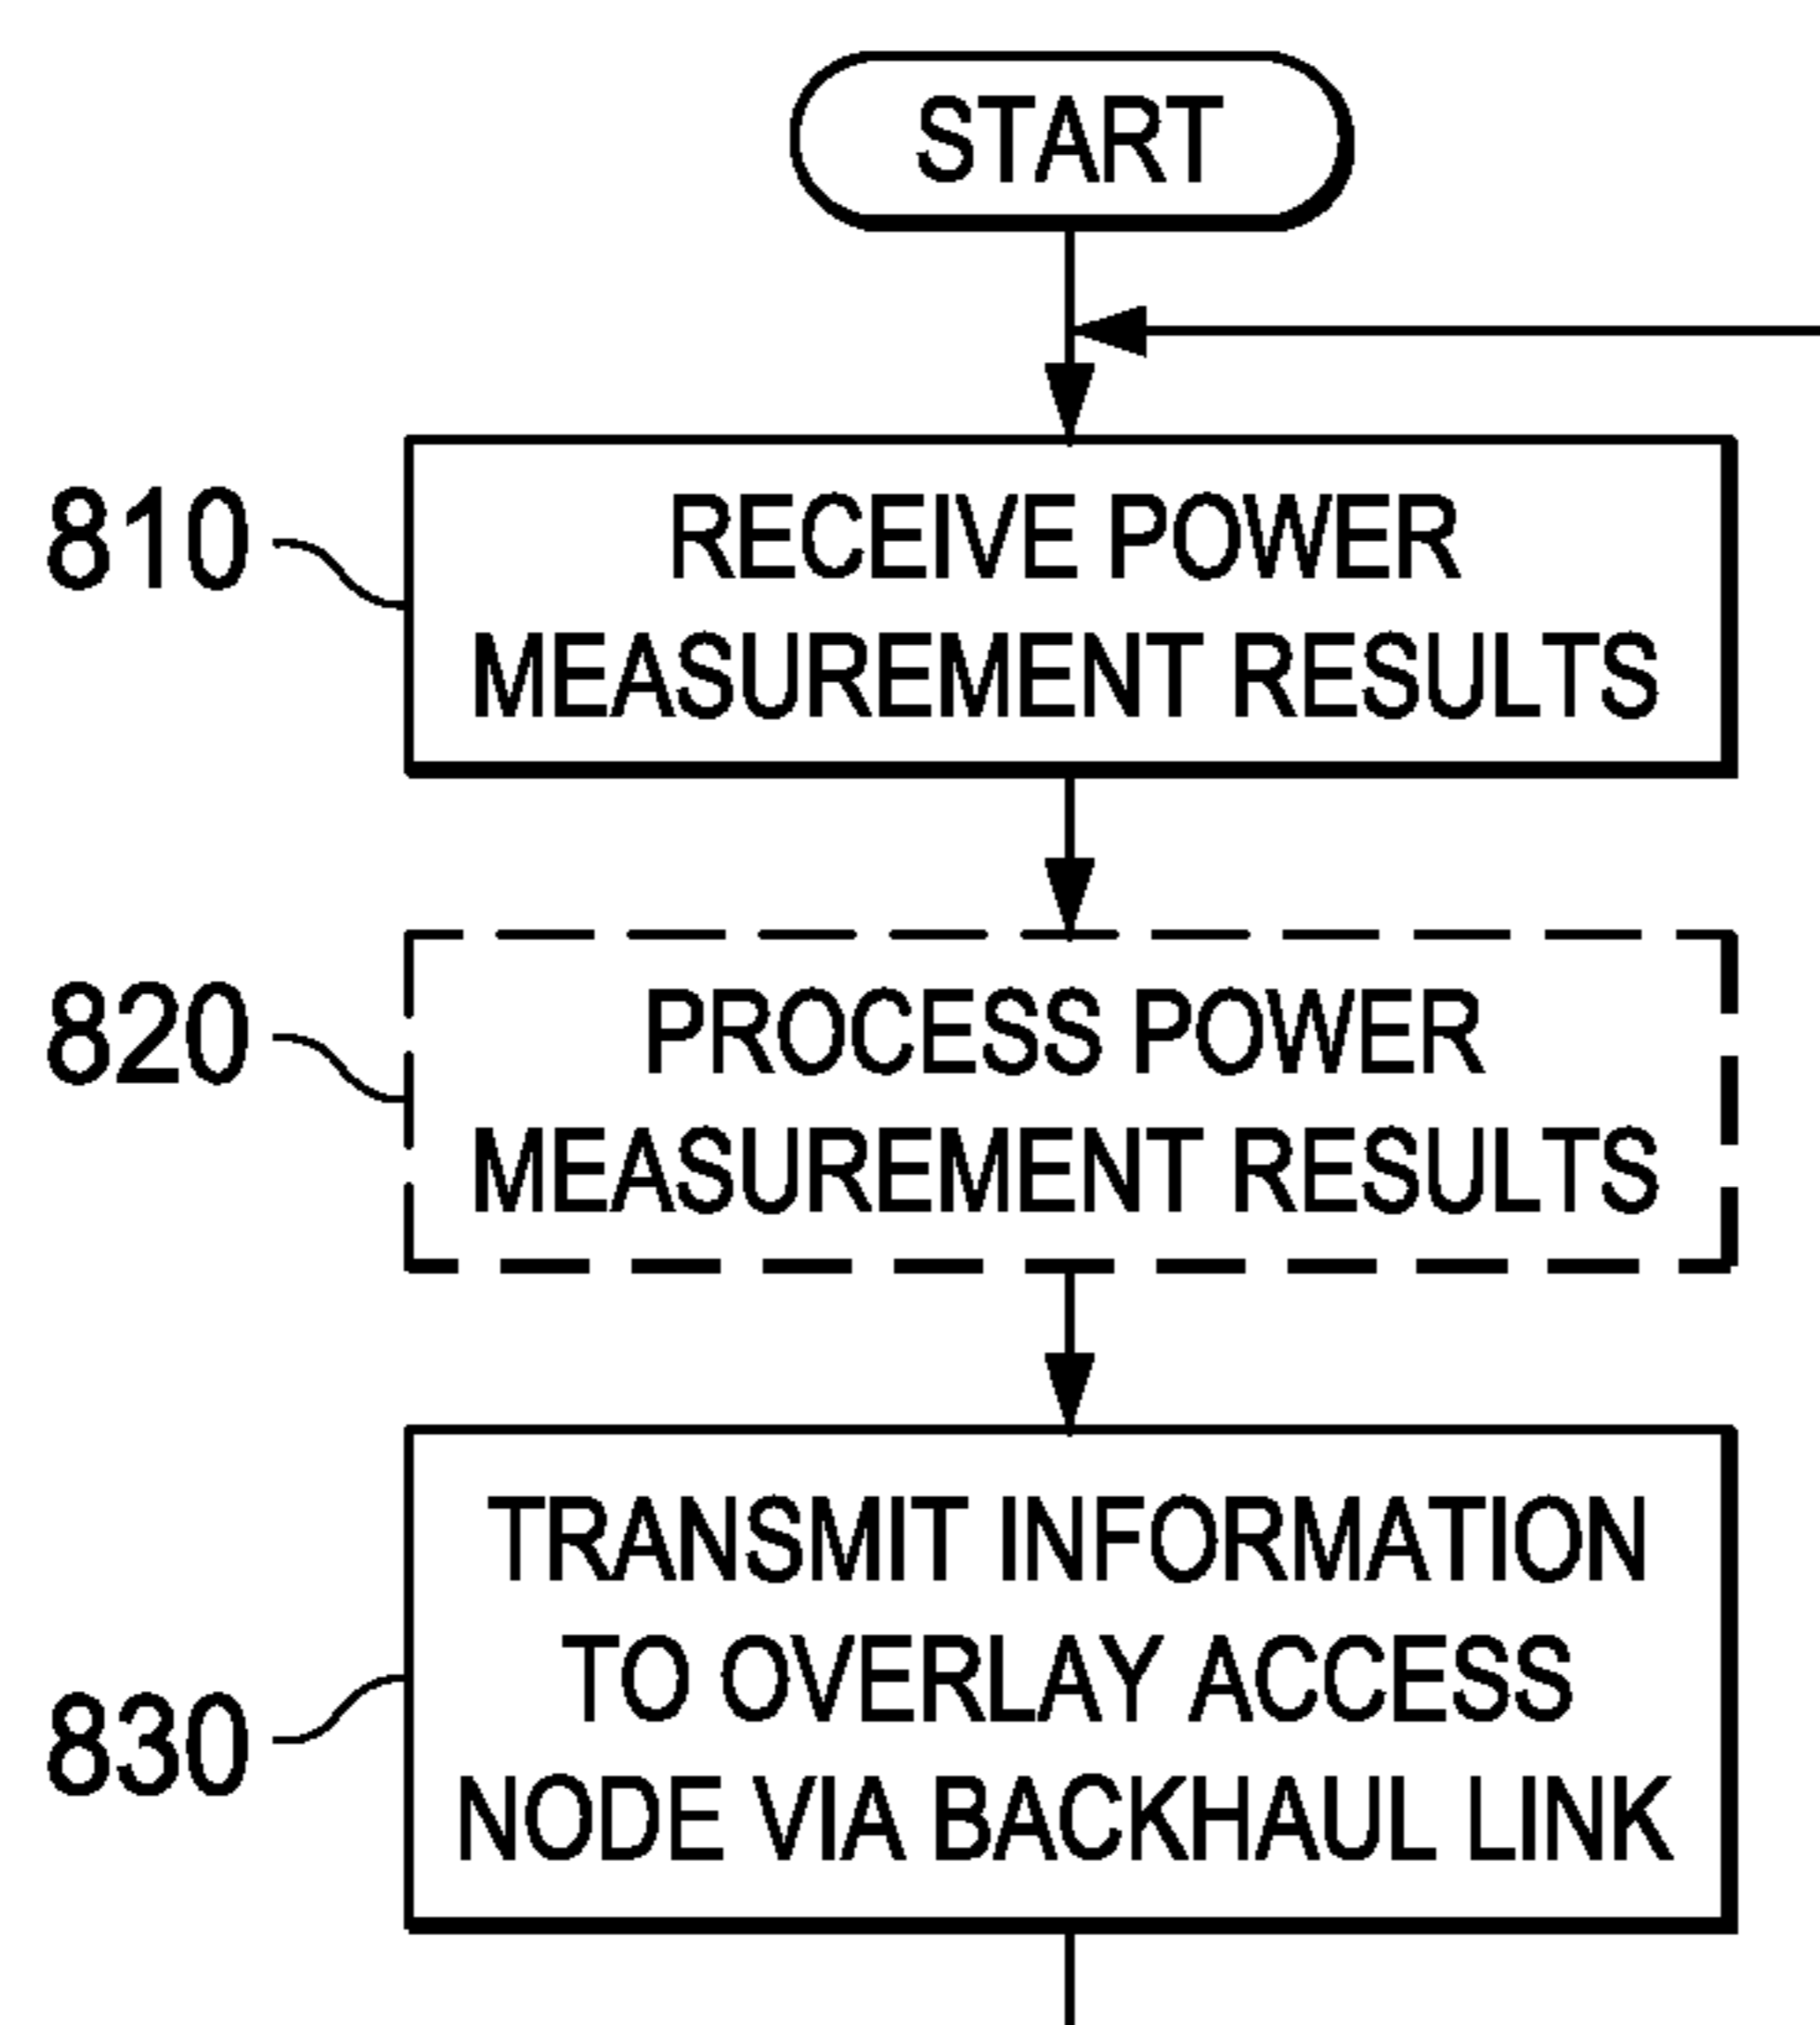 START
810
RECEIVE POWER
MEASUREMENT RESULTS
820
PROCESS POWER
MEASUREMENT RESULTS
830
TRANSMIT INFORMATION
TO OVERLAY ACCESS
NODE VIA BACKHAUL LINK